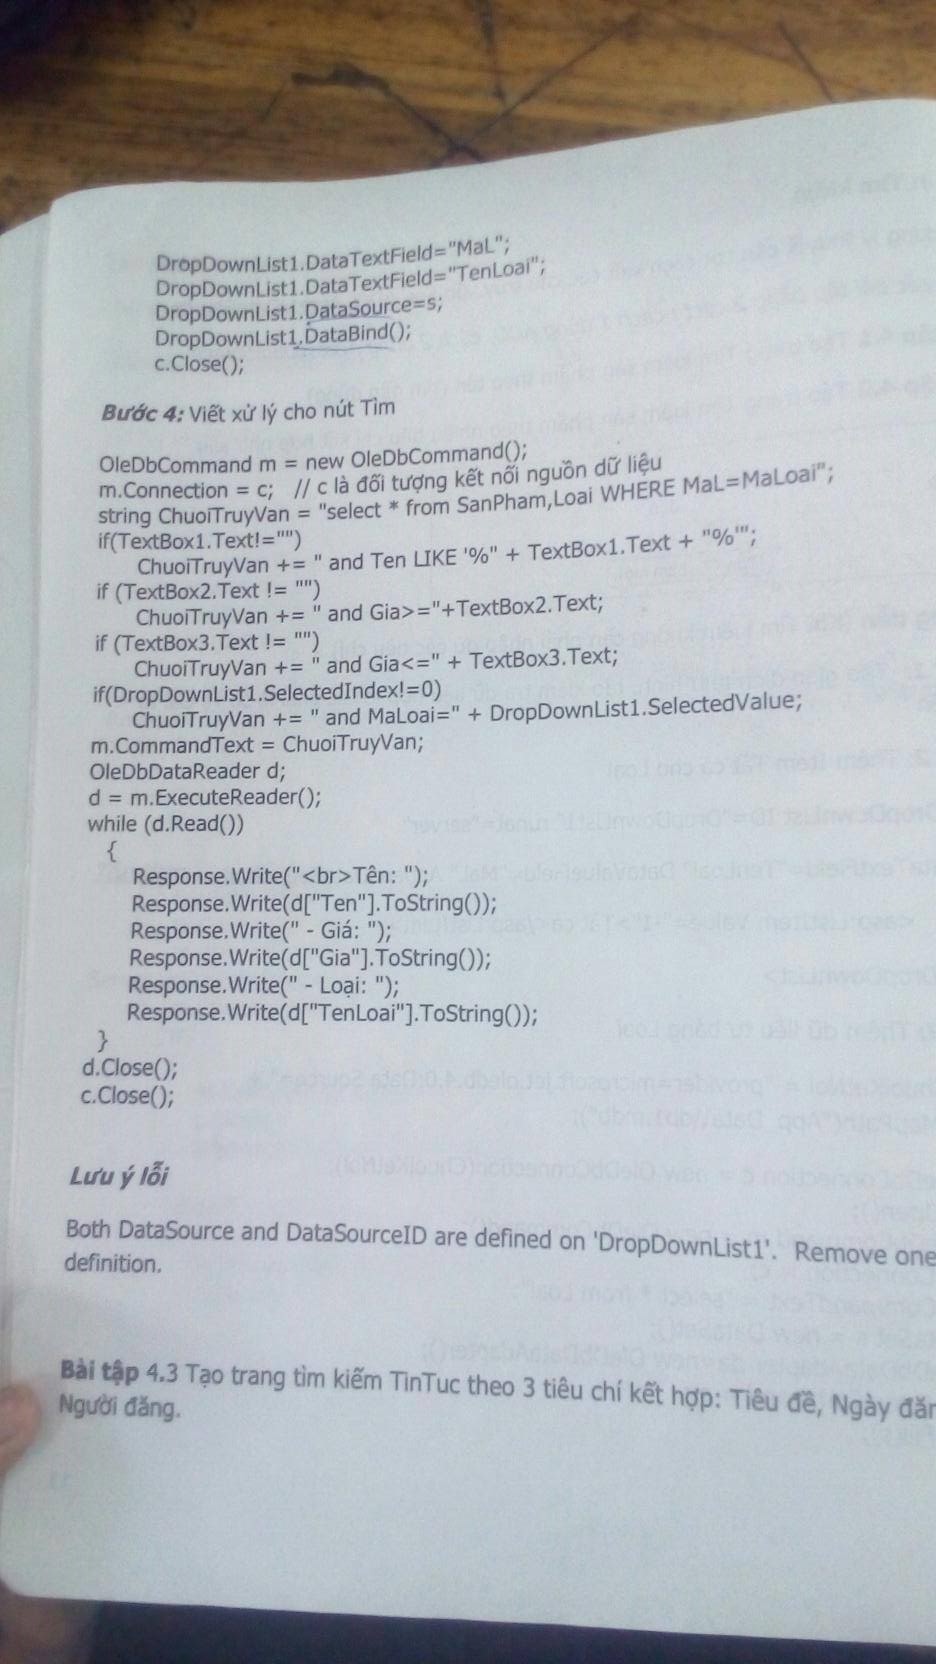 DropDownList1.DataTextField="MaL";
DropDownList1.DataTextField="TenLoai";
DropDownList1.DataSource=s;
DropDownList1.DataBind();
c.Close();
Bước 4: Viết xử lý cho nút Tìm
OleDbCommand m = new OleDbCommand();
m.Connection = c; // c là đối tượng kết nối nguồn dữ liệu
string ChuoiTruyVan = "select * from SanPham,Loai WHERE MaL=MaLoai";
if(TextBox1.Text!="")
ChuoiTruyVan += " and Ten LIKE '%" + TextBox1.Text + "%'";
if (TextBox2.Text != "")
ChuoiTruyVan += " and Gia>="+TextBox2.Text;
if (TextBox3.Text != "")
ChuoiTruyVan += " and Gia<=" + TextBox3.Text;
if(DropDownList1.SelectedIndex!=0)
ChuoiTruyVan += " and MaLoai=" + DropDownList1.SelectedValue;
m.CommandText = ChuoiTruyVan;
OleDbDataReader d;
d = m.ExecuteReader();
while (d.Read())
{
Response.Write("<br>Tên: ");
Response.Write(d["Ten"].ToString());
Response.Write(" - Giá: ");
Response.Write(d["Gia"].ToString());
Response.Write(" - Loại: ");
Response.Write(d["TenLoai"].ToString());
}
d.Close();
c.Close();
Lưu ý lỗi
Both DataSource and DataSourceID are defined on 'DropDownList1'. Remove one
definition.
Bài tập 4.3 Tạo trang tìm kiếm TinTuc theo 3 tiêu chí kết hợp: Tiêu đề, Ngày
Người đăng.